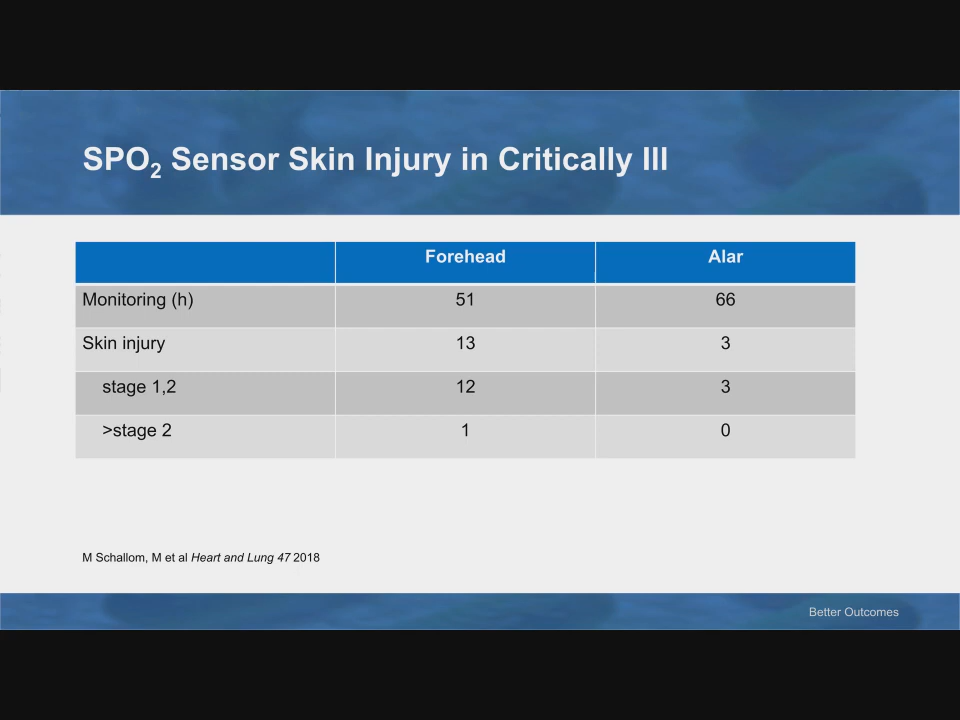 SPO2 Sensor Skin Injury in Critically Ill
Forehead Alar
Monitoring (h) 51 66
Skin injury 13 3
stage 1,2 12 3
>stage 2 1 0
M Schallom, M et al Heart and Lung 47 2018
Better Outcomes